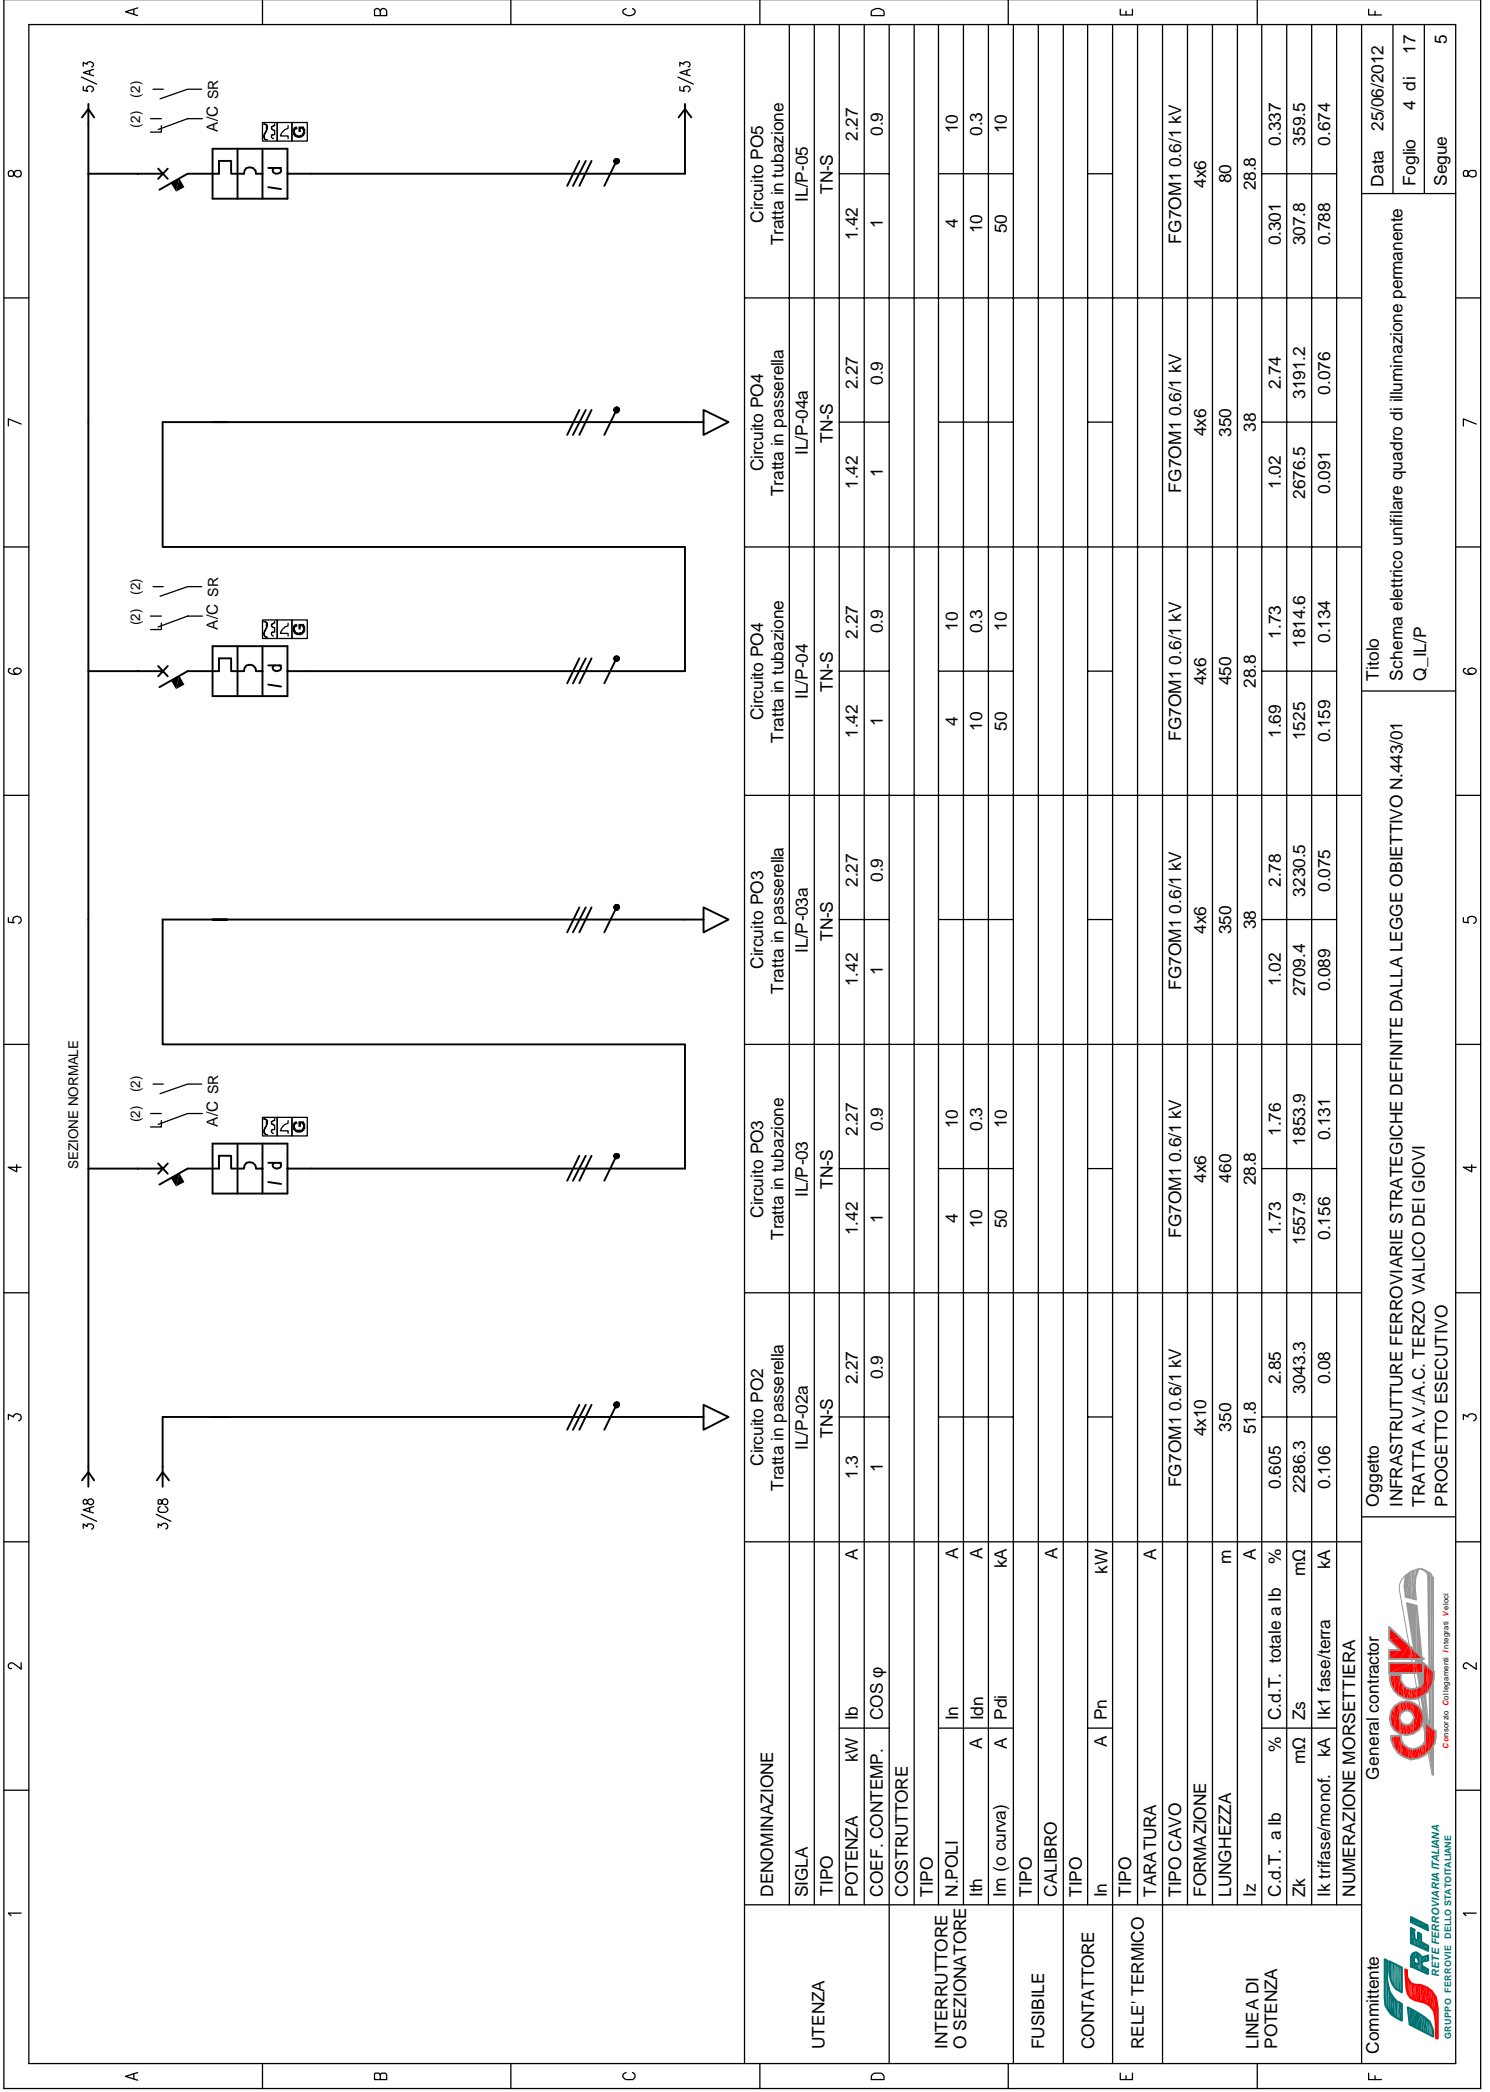 1 2 3 4 5 6 7 8
A A
B B
C C
D D
E E
F F
SEZIONE NORMALE
3/A8 5/A3
3/C8 5/A3
(2) (2) (2) (2) (2) (2)
A/C SR A/C SR A/C SR
I d I d I d
G G G
UTENZA
DENOMINAZIONE Circuito PO2 Circuito PO3 Circuito PO3 Circuito PO4 Circuito PO4 Circuito PO5
Tratta in passerella Tratta in tubazione Tratta in passerella Tratta in tubazione Tratta in passerella Tratta in tubazione
SIGLA IL/P-02a IL/P-03 IL/P-03a IL/P-04 IL/P-04a IL/P-05
TIPO TN-S TN-S TN-S TN-S TN-S TN-S
POTENZA kW Ib A 1.3 2.27 1.42 2.27 1.42 2.27 1.42 2.27 1.42 2.27 1.42 2.27
COEF. CONTEMP. COS φ 1 0.9 1 0.9 1 0.9 1 0.9 1 0.9 1 0.9
INTERRUTTORE
O SEZIONATORE
COSTRUTTORE
TIPO
N.POLI In A 4 10 4 10 4 10
Ith A Idn A 10 0.3 10 0.3 10 0.3
Im (o curva) A Pdi kA 50 10 50 10 50 10
FUSIBILE
TIPO
CALIBRO A
CONTATTORE
TIPO
In A Pn kW
RELE' TERMICO
TIPO
TARATURA A
LINEA DI
POTENZA
TIPO CAVO FG7OM1 0.6/1 kV FG7OM1 0.6/1 kV FG7OM1 0.6/1 kV FG7OM1 0.6/1 kV FG7OM1 0.6/1 kV FG7OM1 0.6/1 kV
FORMAZIONE 4x10 4x6 4x6 4x6 4x6 4x6
LUNGHEZZA m 350 460 350 450 350 80
Iz A 51.8 28.8 38 28.8 38 28.8
C.d.T. a Ib % C.d.T. totale a Ib % 0.605 2.85 1.73 1.76 1.02 2.78 1.69 1.73 1.02 2.74 0.301 0.337
Zk mΩ Zs mΩ 2286.3 3043.3 1557.9 1853.9 2709.4 3230.5 1525 1814.6 2676.5 3191.2 307.8 359.5
Ik trifase/monof. kA Ik1 fase/terra kA 0.106 0.08 0.156 0.131 0.089 0.075 0.159 0.134 0.091 0.076 0.788 0.674
NUMERAZIONE MORSETTIERA
Committente
RFI
RETE FERROVIARIA ITALIANA
GRUPPO FERROVIE DELLO STATO ITALIANE
General contractor
COCIV
Consorzio Collegamenti Integrati Veloci
Oggetto
INFRASTRUTTURE FERROVIARIE STRATEGICHE DEFINITE DALLA LEGGE OBIETTIVO N.443/01
TRATTA A.V./A.C. TERZO VALICO DEI GIOVI
PROGETTO ESECUTIVO
Titolo
Schema elettrico unifilare quadro di illuminazione permanente
Q_IL/P
Data 25/06/2012
Foglio 4 di 17
Segue 5
1 2 3 4 5 6 7 8